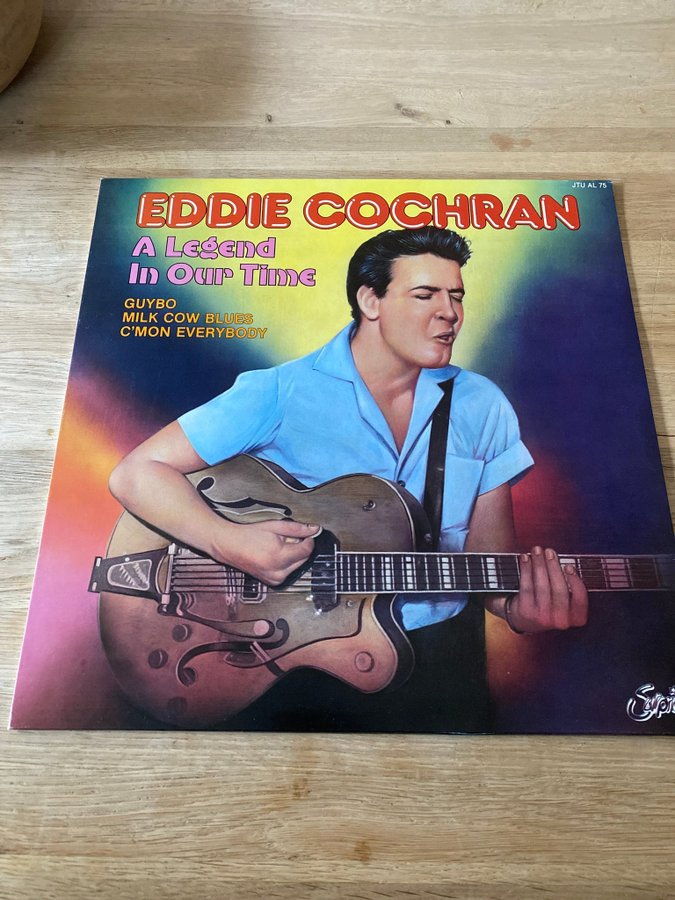 JTU AL 75
EDDIE COCHRAN
A Legend
In Our Time
GUYBO
MILK COW BLUES
C'MON EVERYBODY